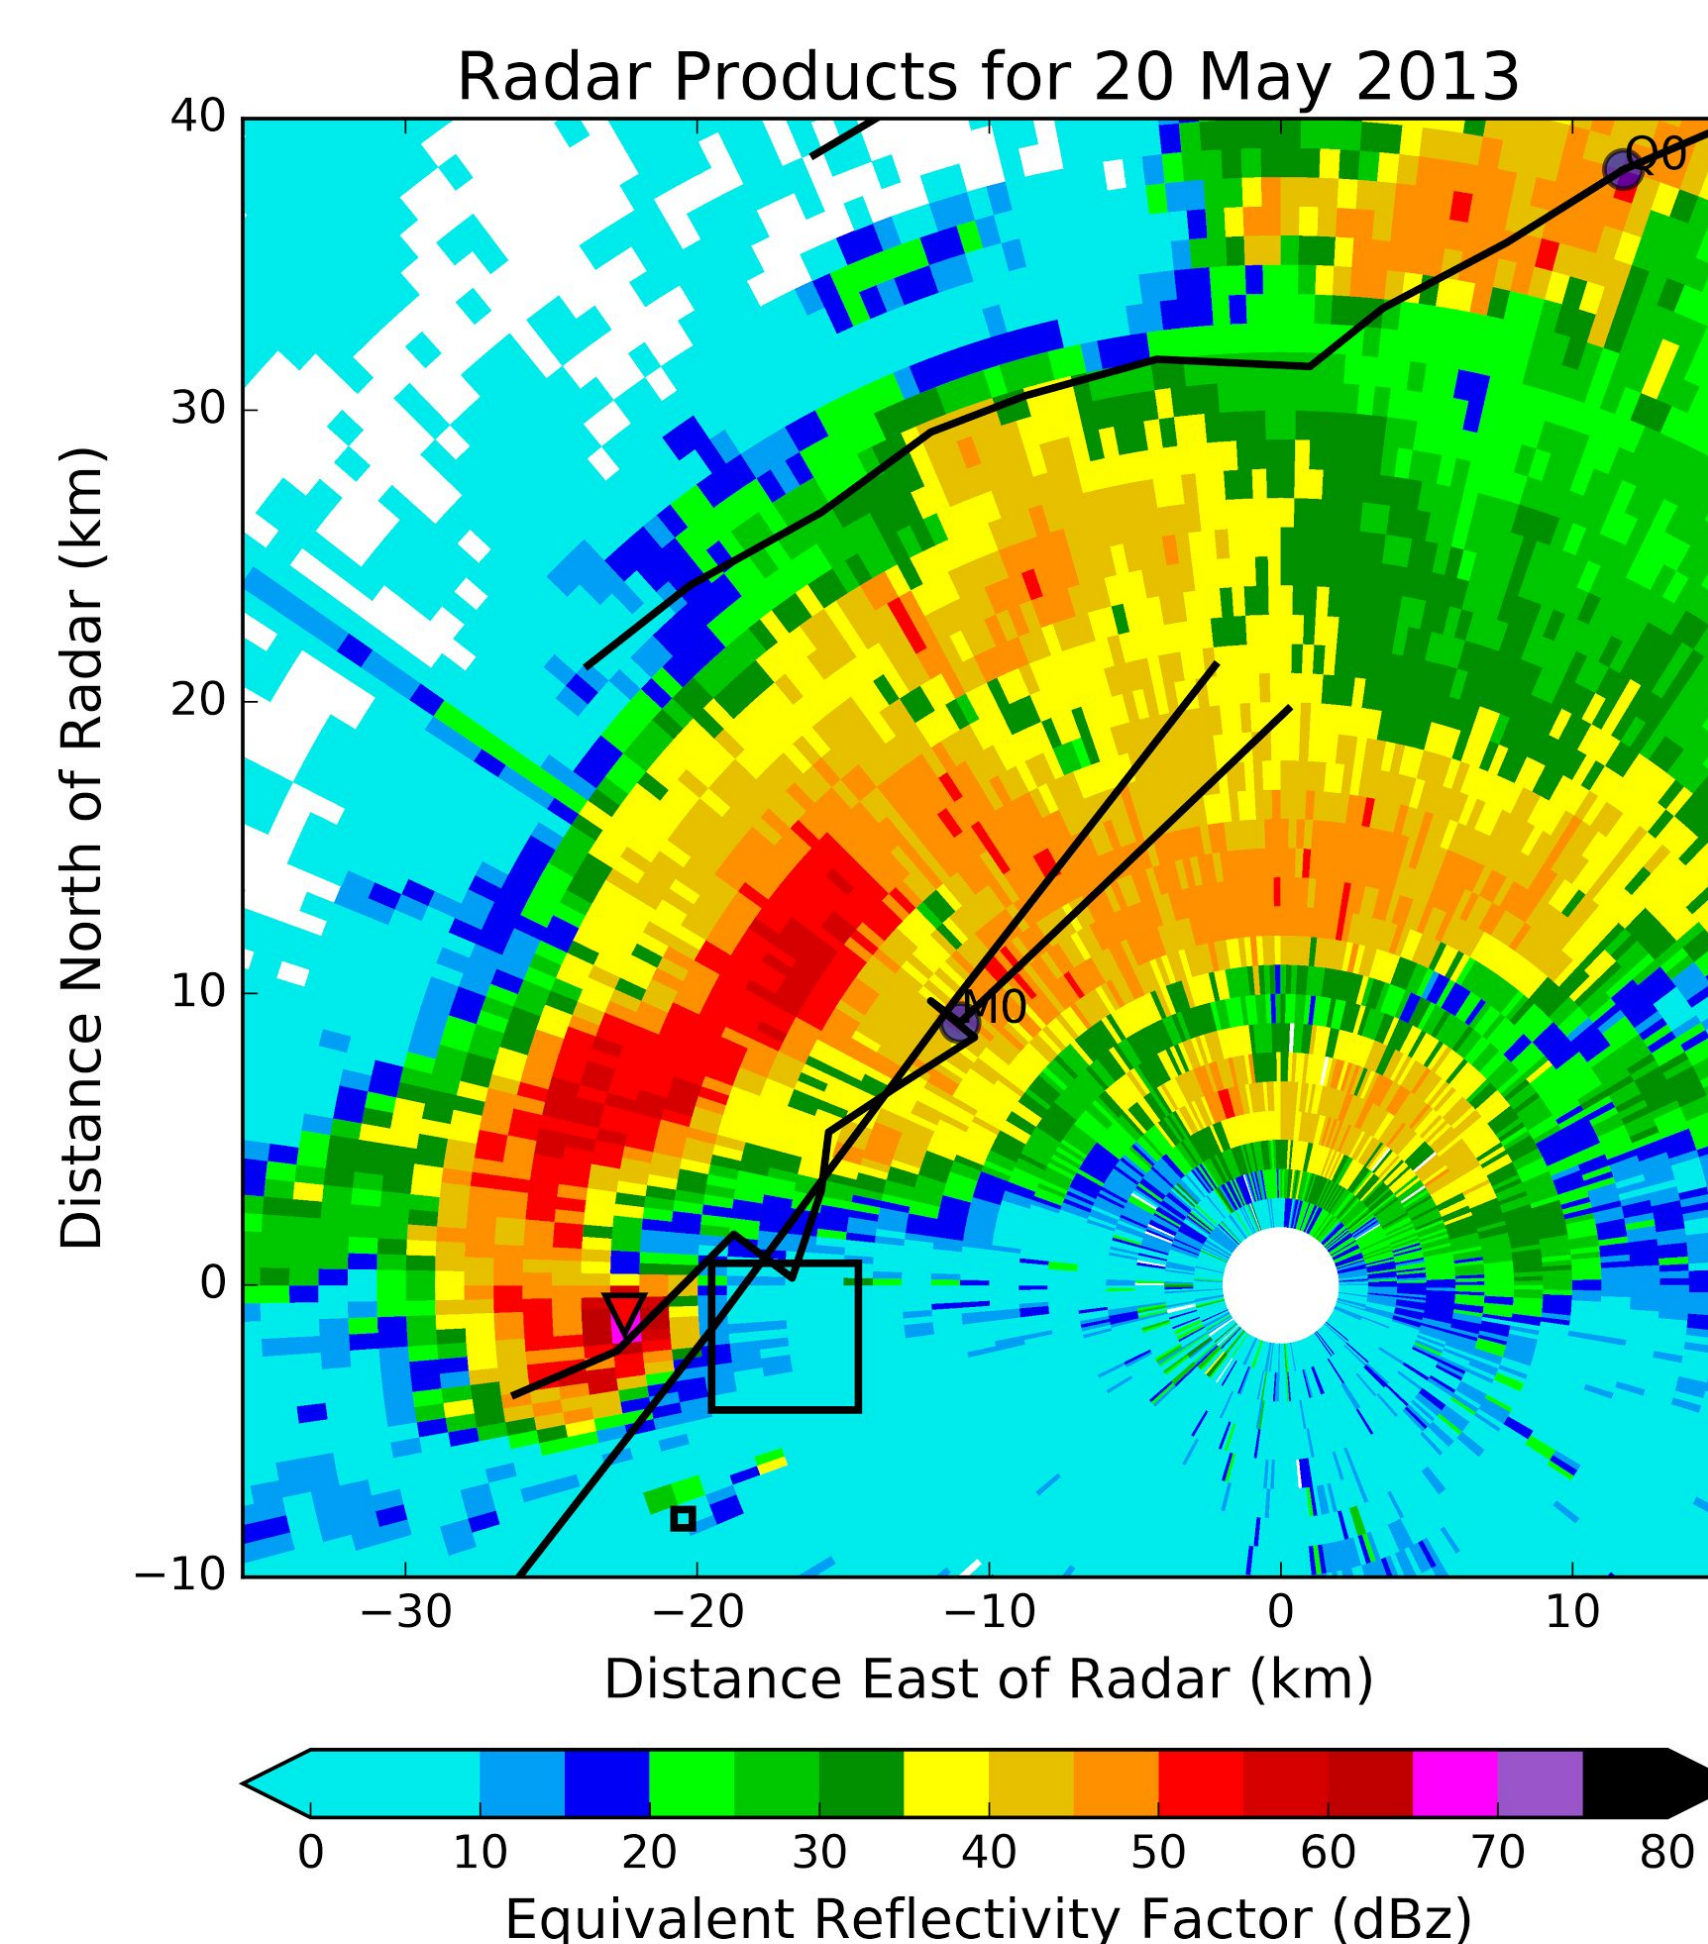 Radar Products for 20 May 2013
40
30
20
10
0
−10
Distance North of Radar (km)
Q0
M0
−30 −20 −10 0 10
Distance East of Radar (km)
0 10 20 30 40 50 60 70 80
Equivalent Reflectivity Factor (dBz)